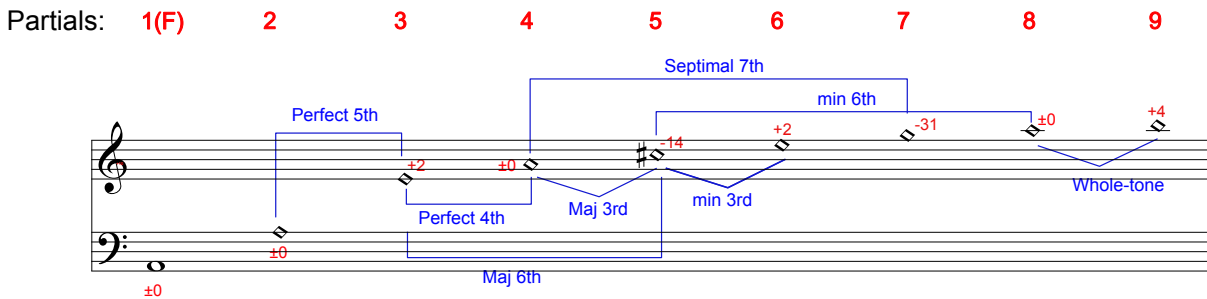 Partials: 1(F) 2 3 4 5 6 7 8 9
Septimal 7th
Perfect 5th
min 6th
+2 ±0 -14 +2 -31 ±0 +4
Perfect 4th
Maj 3rd
min 3rd
Whole-tone
±0 ±0
Maj 6th